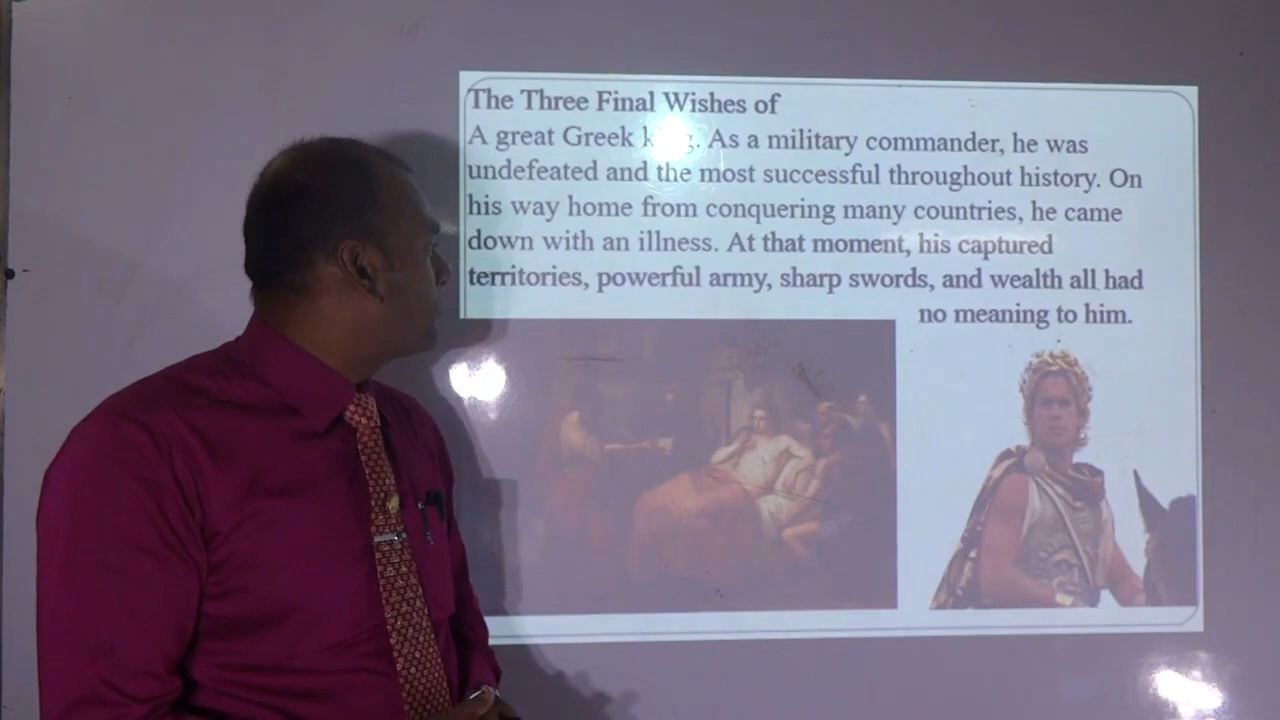 The Three Final Wishes of
A great Greek king. As a military commander, he was
undefeated and the most successful throughout history. On
his way home from conquering many countries, he came
down with an illness. At that moment, his captured
territories, powerful army, sharp swords, and wealth all had
no meaning to him.